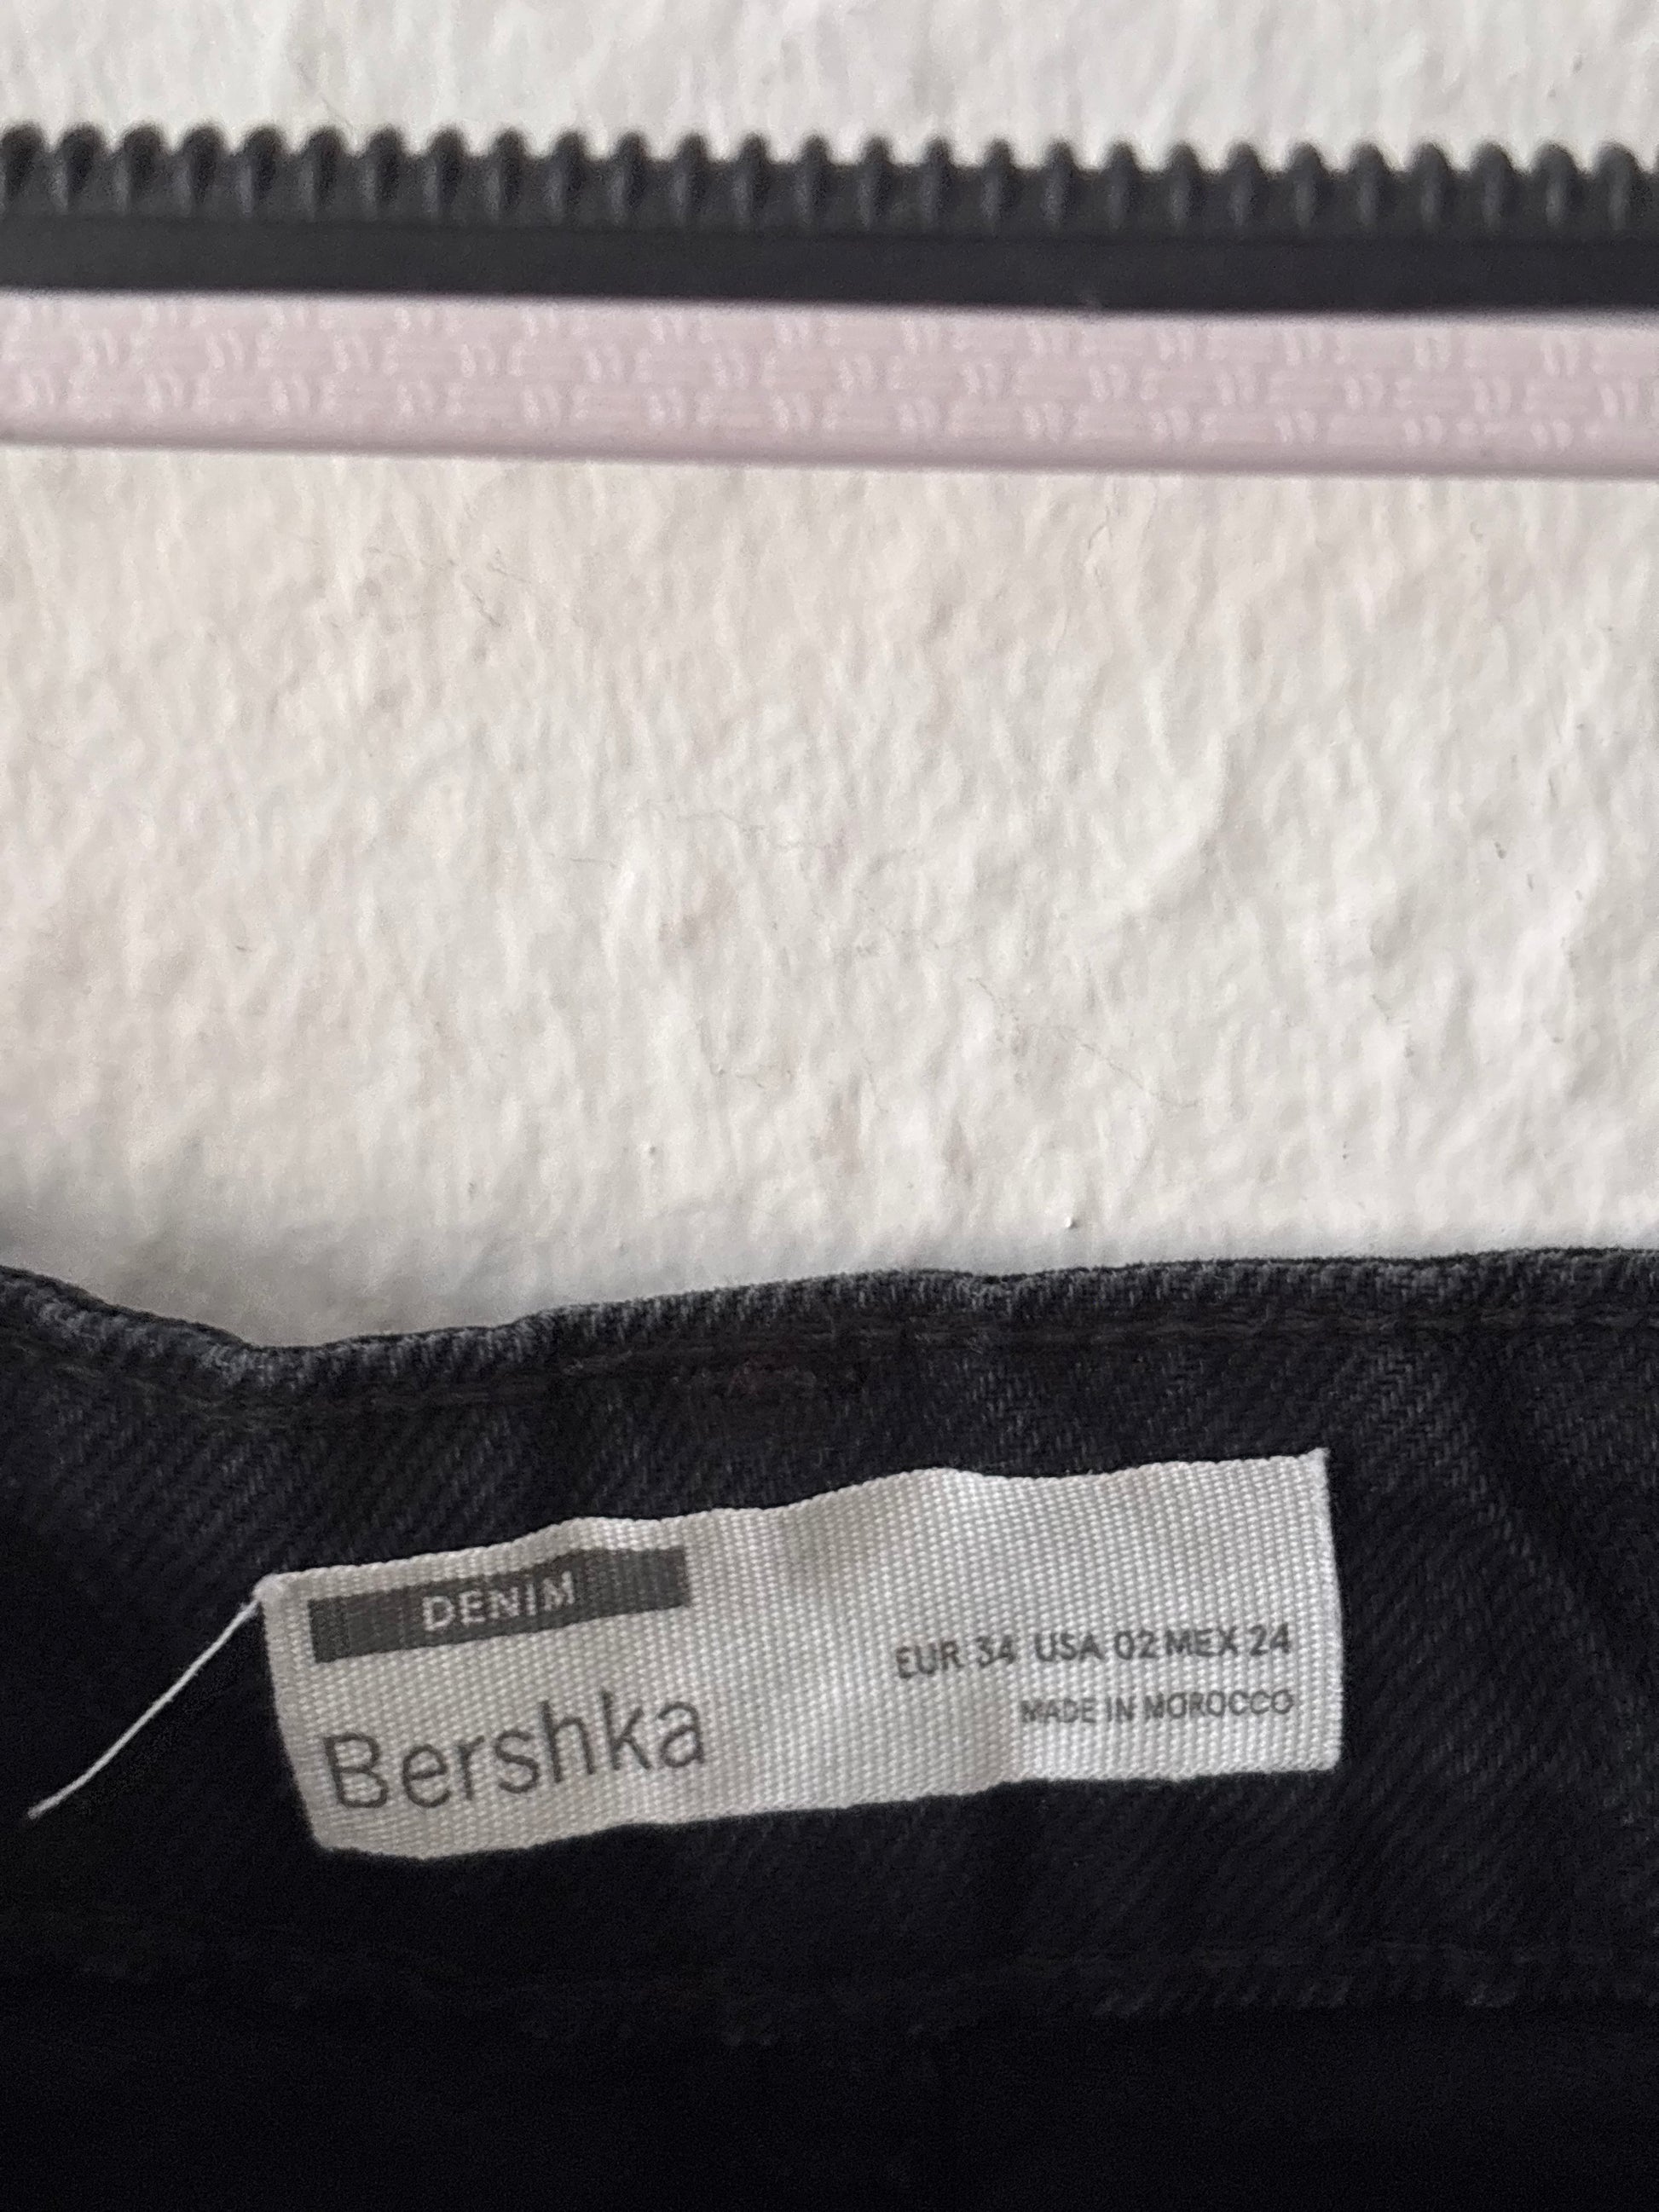 DENIM
Bershka
EUR 34 USA 02 MEX 24
MADE IN MOROCCO